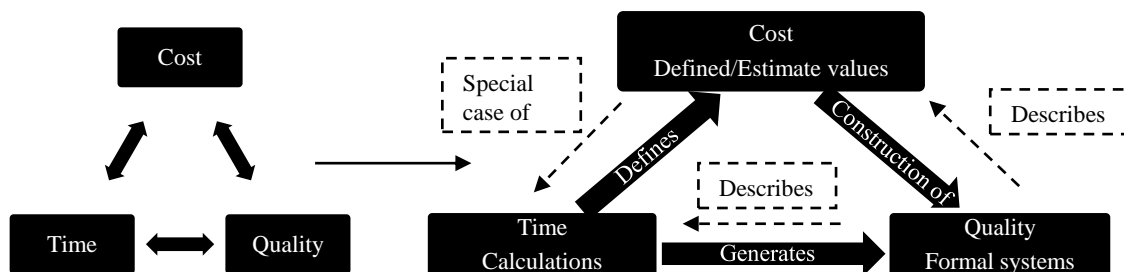 Cost
Time
Quality
Cost
Defined/Estimate values
Special
case of
Describes
Defines
Construction of
Describes
Time
Calculations
Generates
Quality
Formal systems